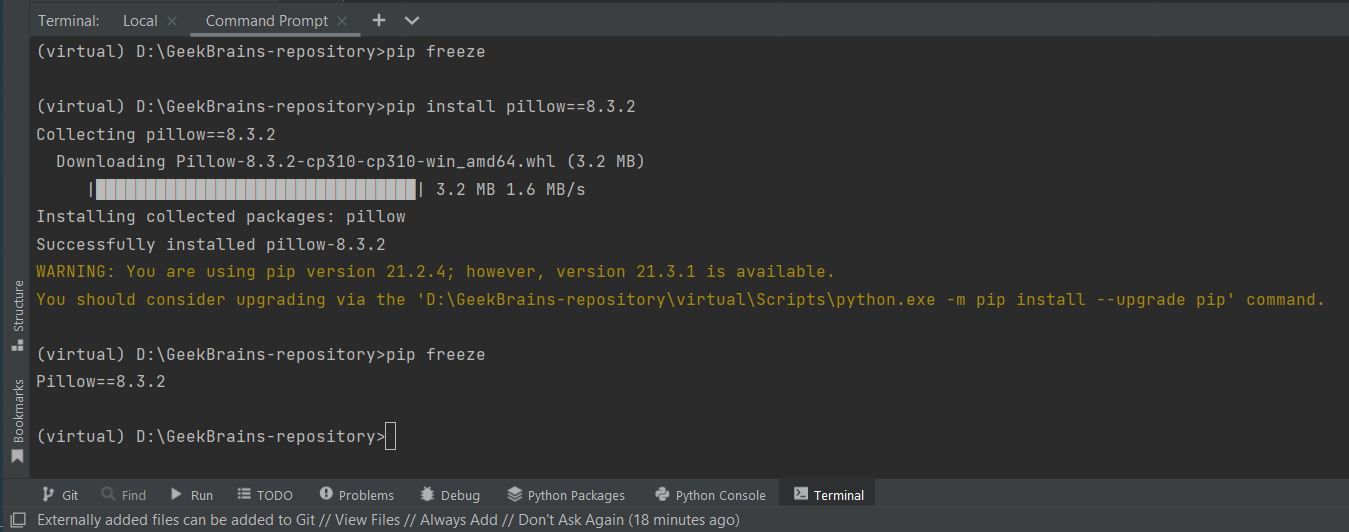 Terminal: Local × Command Prompt × +
(virtual) D:\GeekBrains-repository>pip freeze
(virtual) D:\GeekBrains-repository>pip install pillow==8.3.2
Collecting pillow==8.3.2
Downloading Pillow-8.3.2-cp310-cp310-win_amd64.whl (3.2 MB)
|████████████████████████████████| 3.2 MB 1.6 MB/s
Installing collected packages: pillow
Successfully installed pillow-8.3.2
WARNING: You are using pip version 21.2.4; however, version 21.3.1 is available.
You should consider upgrading via the 'D:\GeekBrains-repository\virtual\Scripts\python.exe -m pip install --upgrade pip' command.
(virtual) D:\GeekBrains-repository>pip freeze
Pillow==8.3.2
(virtual) D:\GeekBrains-repository>
Structure
Bookmarks
Git Find Run TODO Problems Debug Python Packages Python Console Terminal
Externally added files can be added to Git // View Files // Always Add // Don't Ask Again (18 minutes ago)